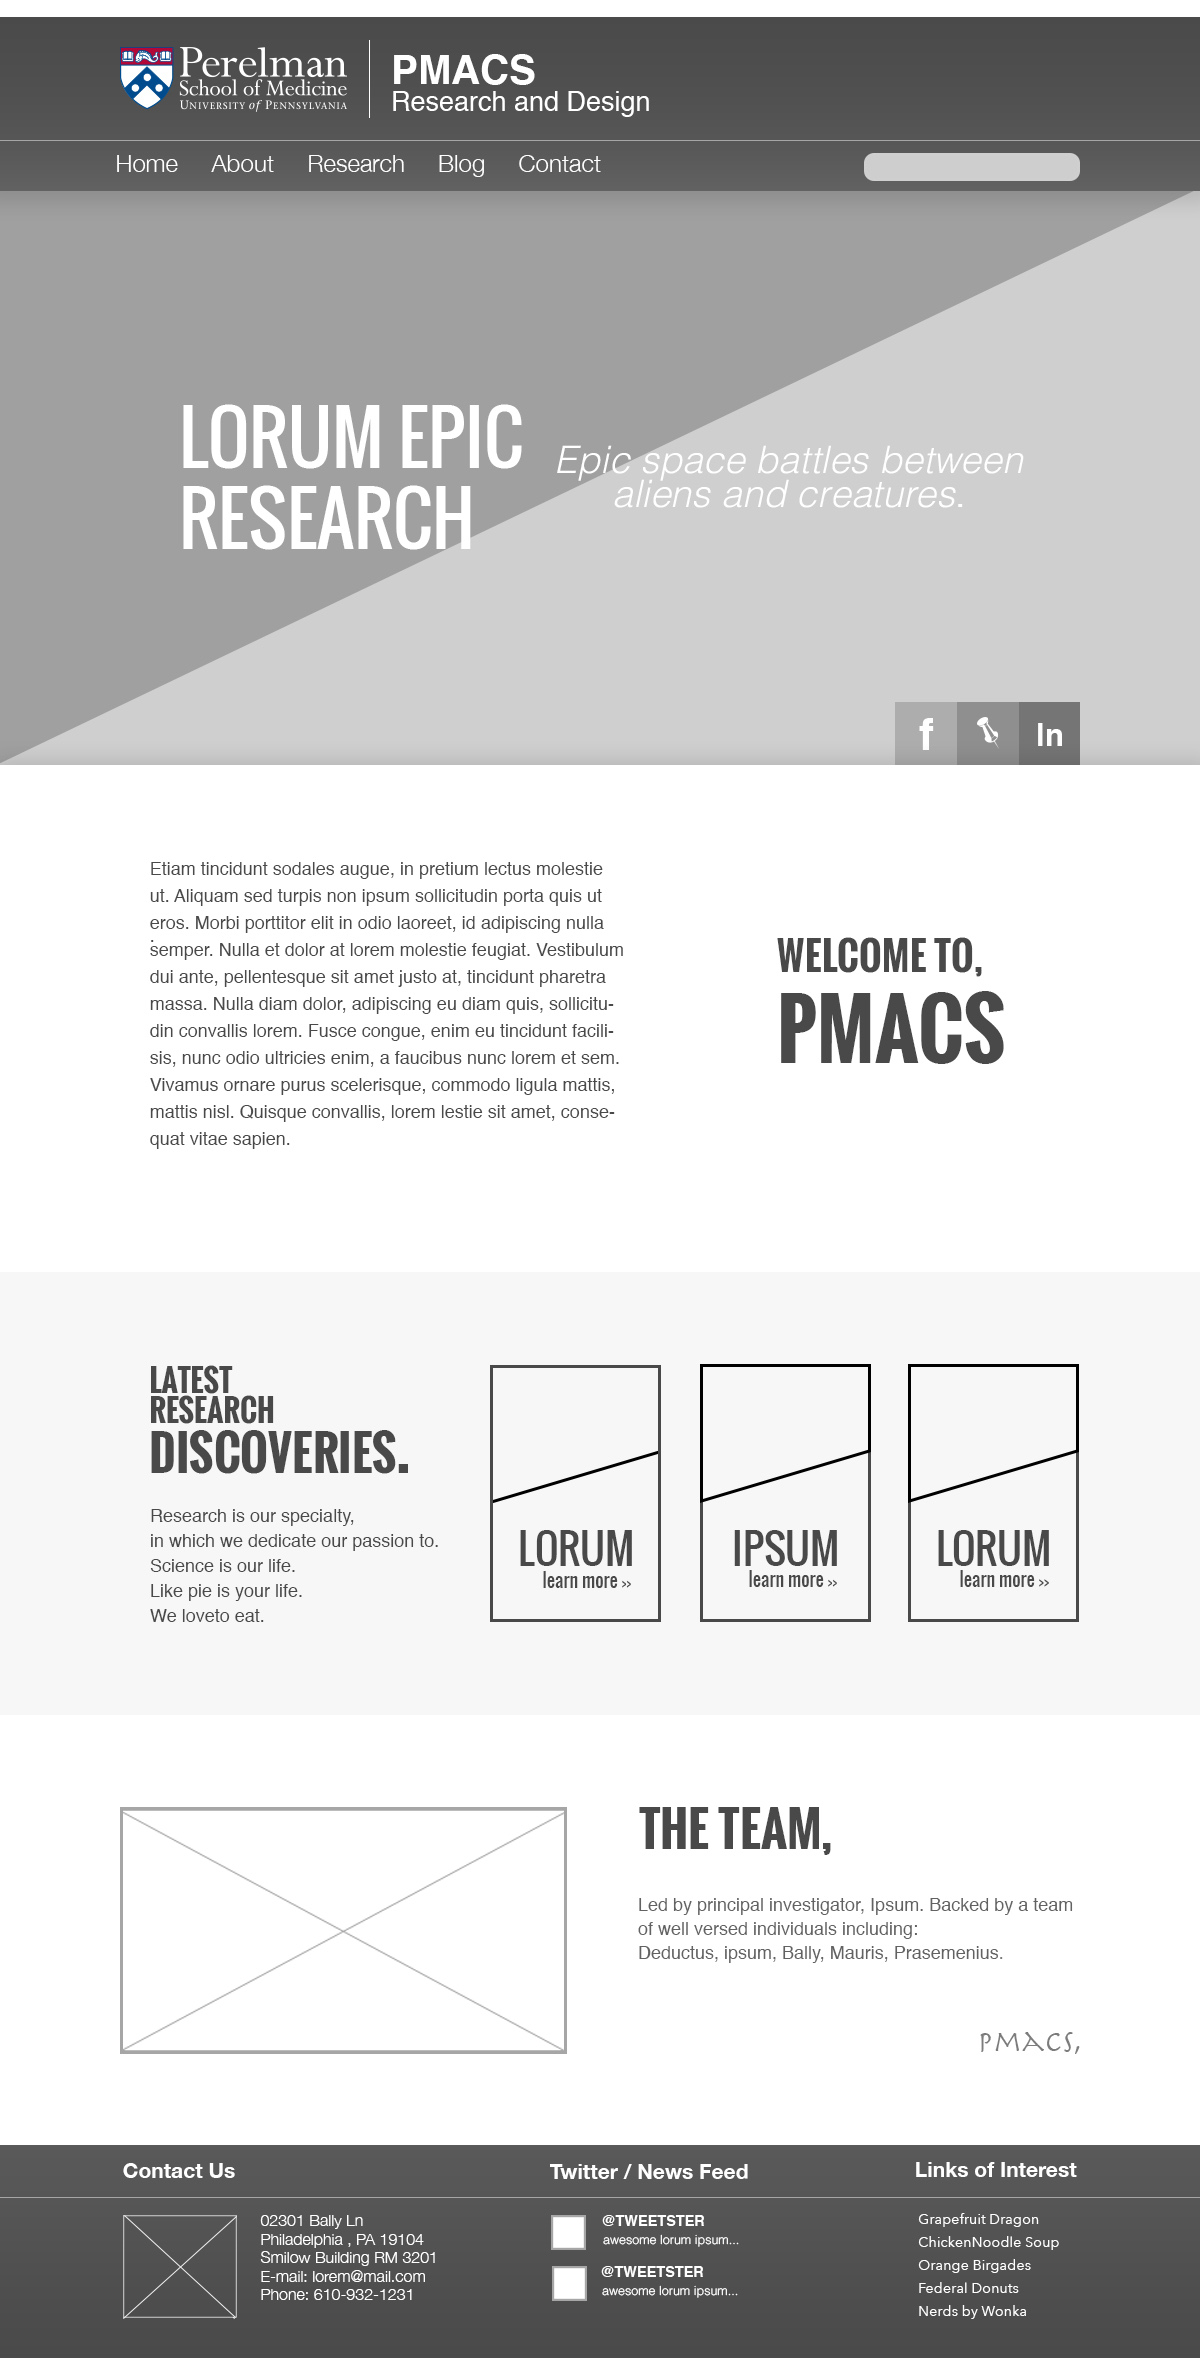 Perelman
School of Medicine
University of Pennsylvania
PMACS
Research and Design
Home About Research Blog Contact
LORUM EPIC
RESEARCH
Epic space battles between
aliens and creatures.
f In
Etiam tincidunt sodales augue, in pretium lectus molestie
ut. Aliquam sed turpis non ipsum sollicitudin porta quis ut
eros. Morbi porttitor elit in odio laoreet, id adipiscing nulla
semper. Nulla et dolor at lorem molestie feugiat. Vestibulum
dui ante, pellentesque sit amet justo at, tincidunt pharetra
massa. Nulla diam dolor, adipiscing eu diam quis, sollicitu-
din convallis lorem. Fusce congue, enim eu tincidunt facili-
sis, nunc odio ultricies enim, a faucibus nunc lorem et sem.
Vivamus ornare purus scelerisque, commodo ligula mattis,
mattis nisl. Quisque convallis, lorem lestie sit amet, conse-
quat vitae sapien.
WELCOME TO,
PMACS
LATEST
RESEARCH
DISCOVERIES.
Research is our specialty,
in which we dedicate our passion to.
Science is our life.
Like pie is your life.
We loveto eat.
LORUM
learn more >>
IPSUM
learn more >>
LORUM
learn more >>
THE TEAM,
Led by principal investigator, Ipsum. Backed by a team
of well versed individuals including:
Deductus, ipsum, Bally, Mauris, Prasemenius.
PMACS,
Contact Us
02301 Bally Ln
Philadelphia , PA 19104
Smilow Building RM 3201
E-mail: lorem@mail.com
Phone: 610-932-1231
Twitter / News Feed
@TWEETSTER
awesome lorum ipsum...
@TWEETSTER
awesome lorum ipsum...
Links of Interest
Grapefruit Dragon
ChickenNoodle Soup
Orange Birgades
Federal Donuts
Nerds by Wonka